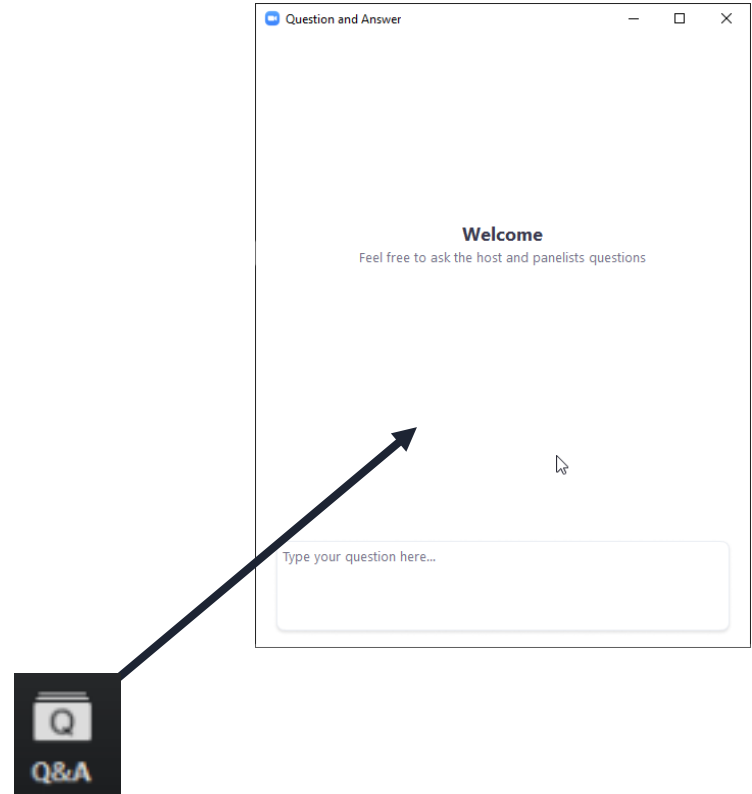 Question and Answer
Welcome
Feel free to ask the host and panelists questions
Type your question here...
Q
Q&A